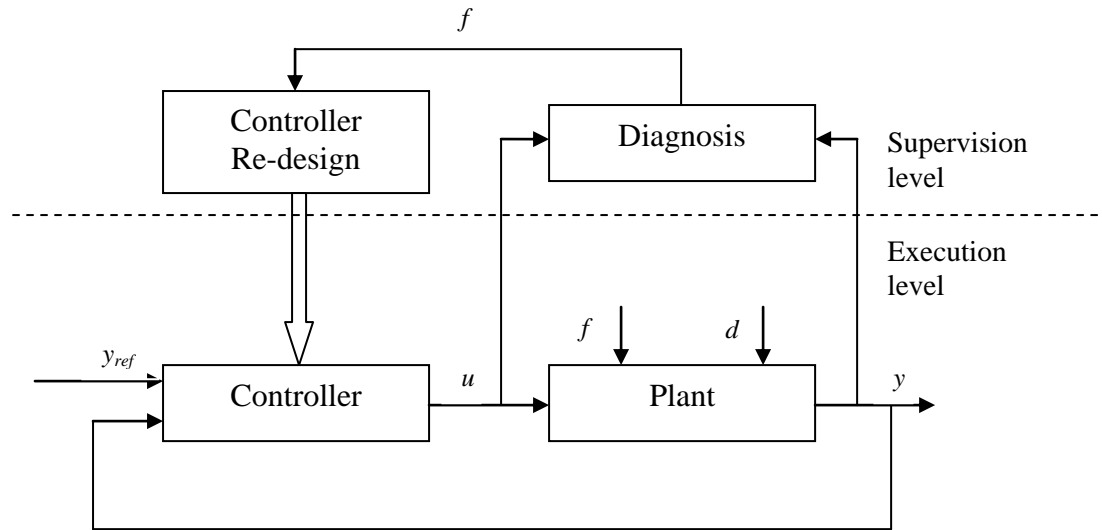 f
Controller
Re-design
Diagnosis
Supervision
level
Execution
level
f
d
y_ref
Controller
u
Plant
y